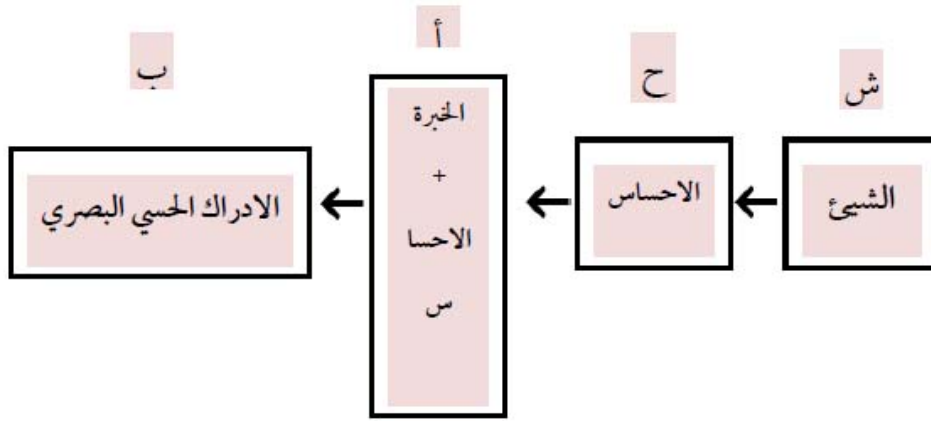 ش
ح
أ
ب
الشيئ
الاحساس
الخبرة
+
الاحسا
س
الادراك الحسي البصري